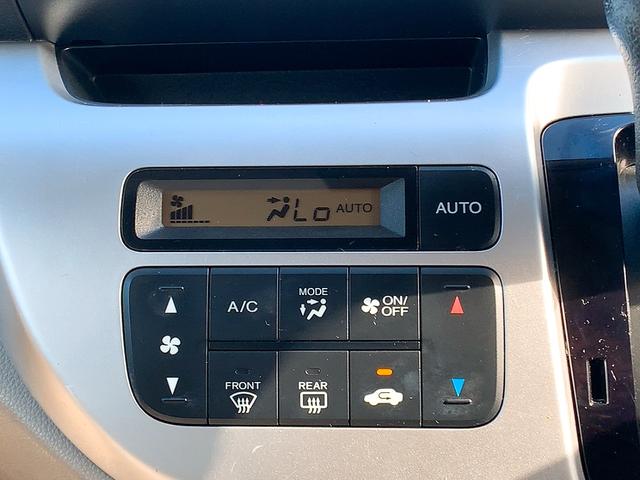 Lo AUTO
AUTO
A/C
MODE
ON/
OFF
FRONT
REAR